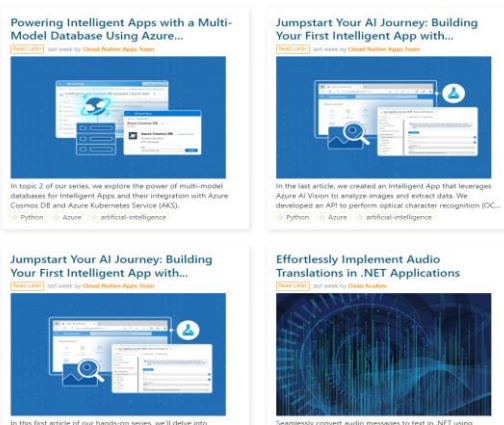 Powering Intelligent Apps with a Multi-
Model Database Using Azure...
Read Later last week by Cloud Native Apps Team
Azure Cosmos DB
In topic 2 of our series, we explore the power of multi-model
databases for Intelligent Apps and their integration with Azure
Cosmos DB and Azure Kubernetes Service (AKS).
Python Azure artificial-intelligence
Jumpstart Your AI Journey: Building
Your First Intelligent App with...
Read Later last week by Cloud Native Apps Team
In the last article, we created an Intelligent App that leverages
Azure AI Vision to analyze images and extract data. We
developed an API to perform optical character recognition (OC...
Python Azure artificial-intelligence
Jumpstart Your AI Journey: Building
Your First Intelligent App with...
Read Later last week by Cloud Native Apps Team
In this first article of our hands-on series, we'll delve into
Effortlessly Implement Audio
Translations in .NET Applications
Read Later last week by
Seamlessly convert audio messages to text in .NET using